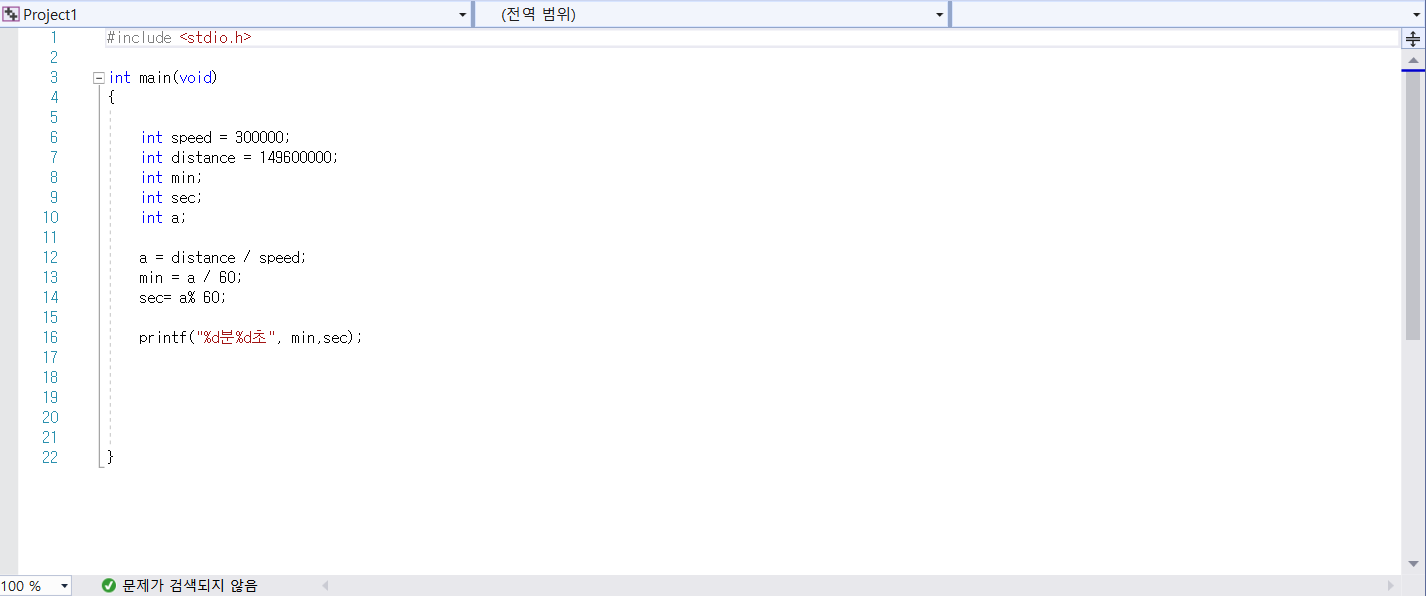 Project1 (전역 범위)
1 #include <stdio.h>
2
3 int main(void)
4 {
5
6 int speed = 300000;
7 int distance = 149600000;
8 int min;
9 int sec;
10 int a;
11
12 a = distance / speed;
13 min = a / 60;
14 sec= a% 60;
15
16 printf("%d분%d초", min,sec);
17
18
19
20
21
22 }
100 % 문제가 검색되지 않음